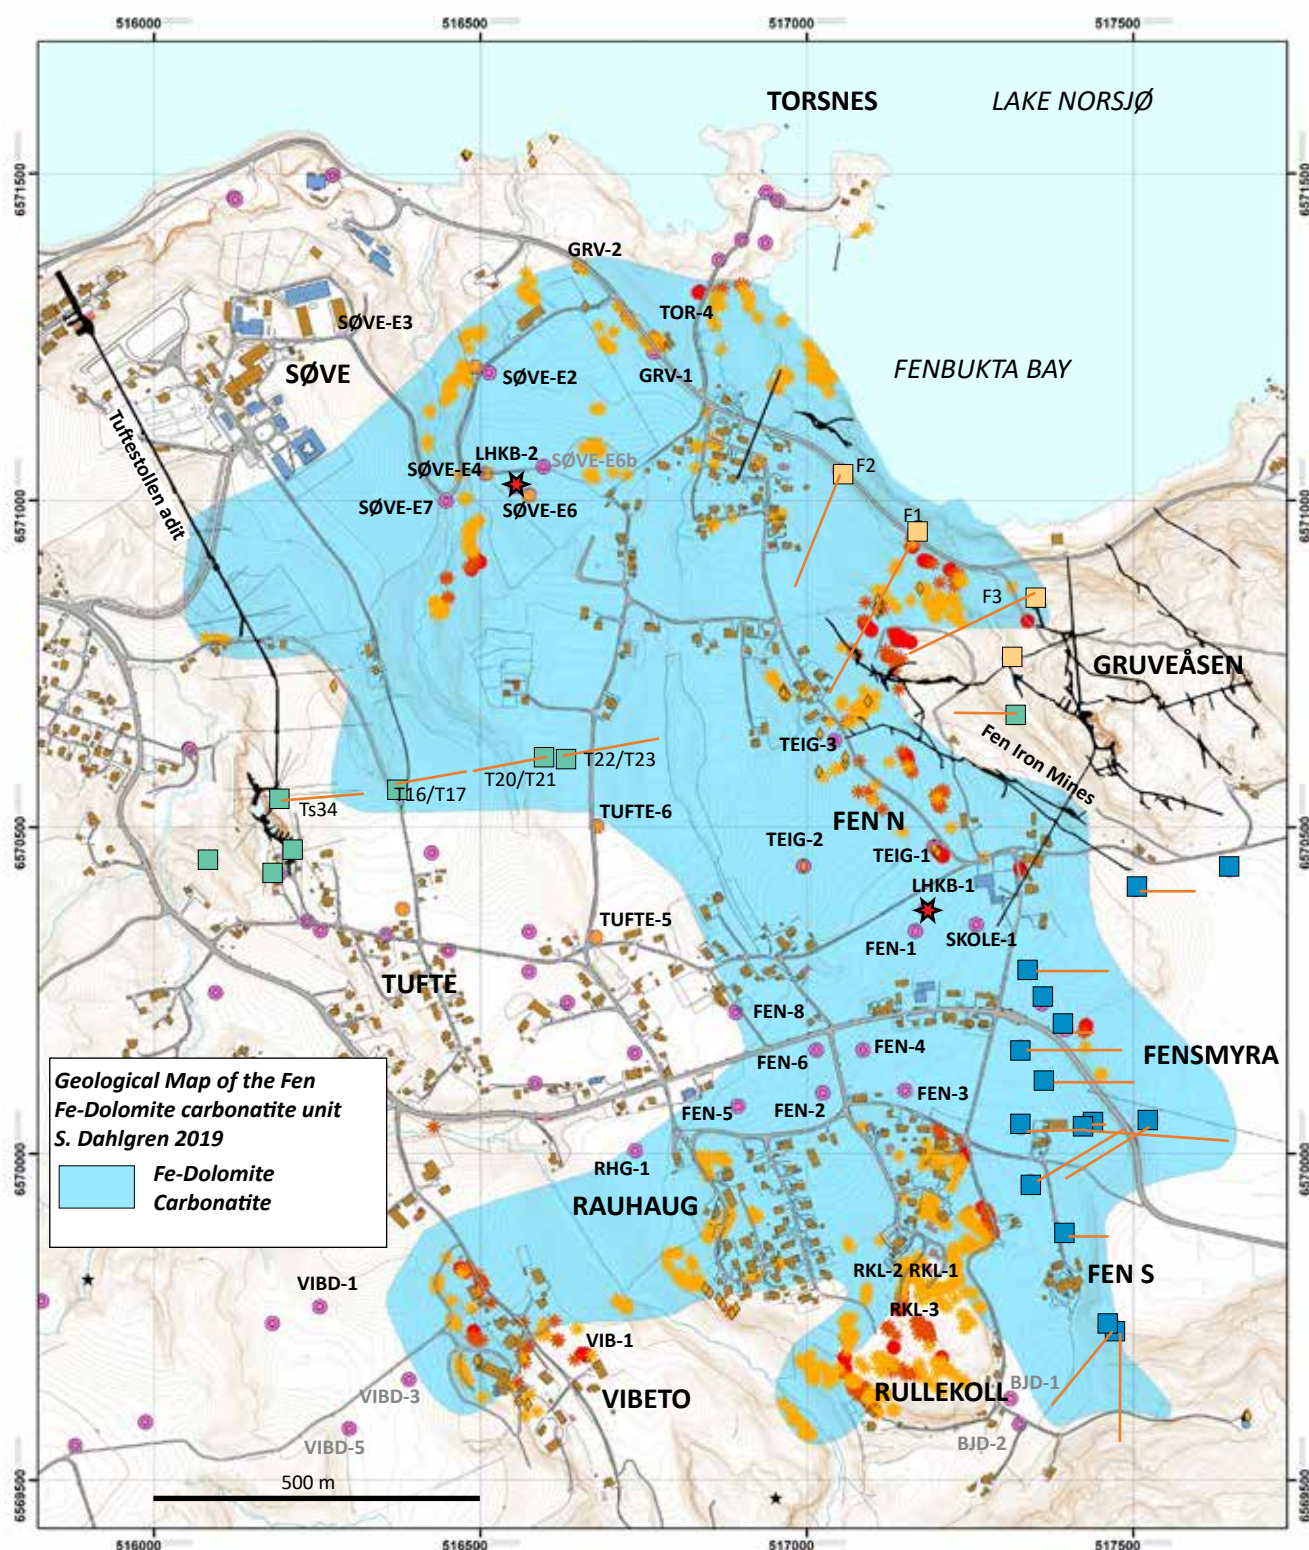 516000 516500 517000 517500
TORSNES
LAKE NORSJØ
6571500
6571500
GRV-2
TOR-4
SØVE-E3
SØVE
SØVE-E2
GRV-1
FENBUKTA BAY
Tuftestollen adit
LHKB-2
SØVE-E4
SØVE-E6b
SØVE-E7
SØVE-E6
F2
F1
6571000
6571000
F3
GRUVEÅSEN
TEIG-3
Fen Iron Mines
T22/T23
T20/T21
T16/T17
Ts34
TUFTE-6
FEN N
6570500
6570500
TEIG-2
TEIG-1
LHKB-1
TUFTE-5
FEN-1
SKOLE-1
TUFTE
FEN-8
FEN-6
FEN-4
FENSMYRA
Geological Map of the Fen
Fe-Dolomite carbonatite unit
S. Dahlgren 2019
Fe-Dolomite
Carbonatite
FEN-5
FEN-2
FEN-3
RHG-1
6570000
6570000
RAUHAUG
RKL-2 RKL-1
FEN S
VIBD-1
RKL-3
VIB-1
VIBD-3
VIBETO
RULLEKOLL
BJD-1
VIBD-5
BJD-2
500 m
6569500
6569500
516000 516500 517000 517500